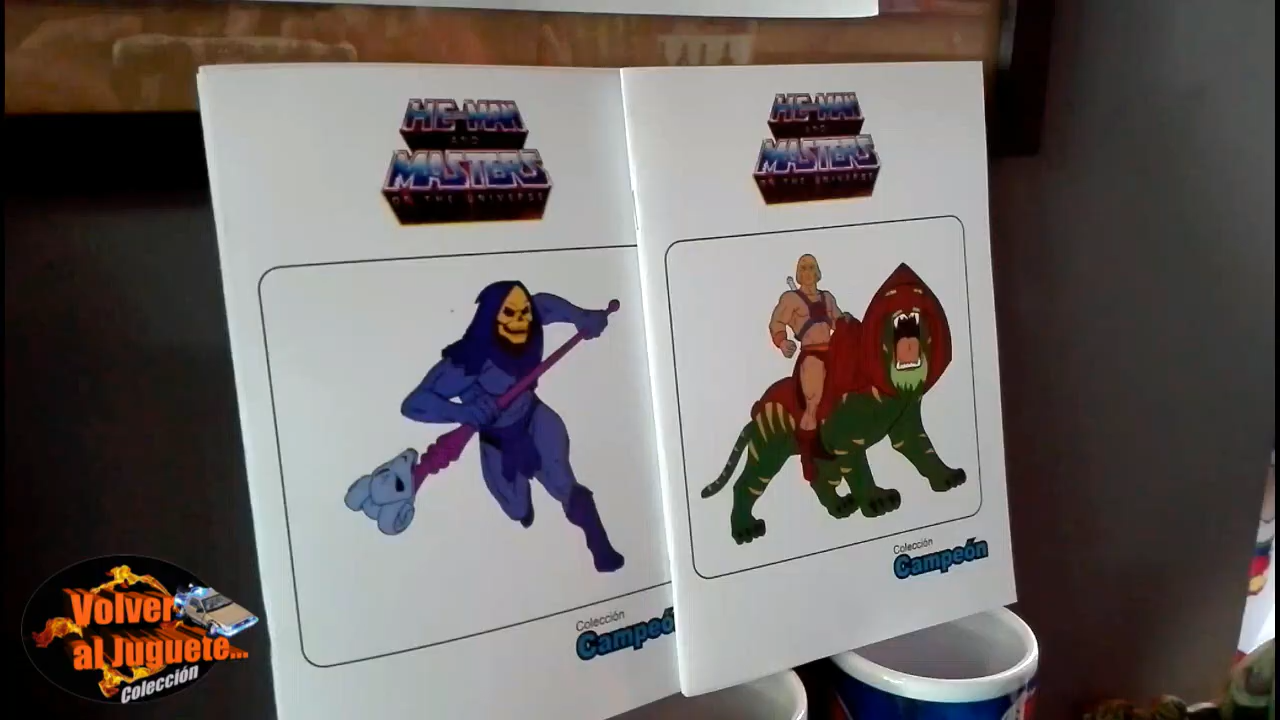 HE-MAN
AND
MASTERS
OF THE UNIVERSE
Colección
Campeón
HE-MAN
AND
MASTERS
OF THE UNIVERSE
Colección
Campeón
Volver
al Juguete...
Colección